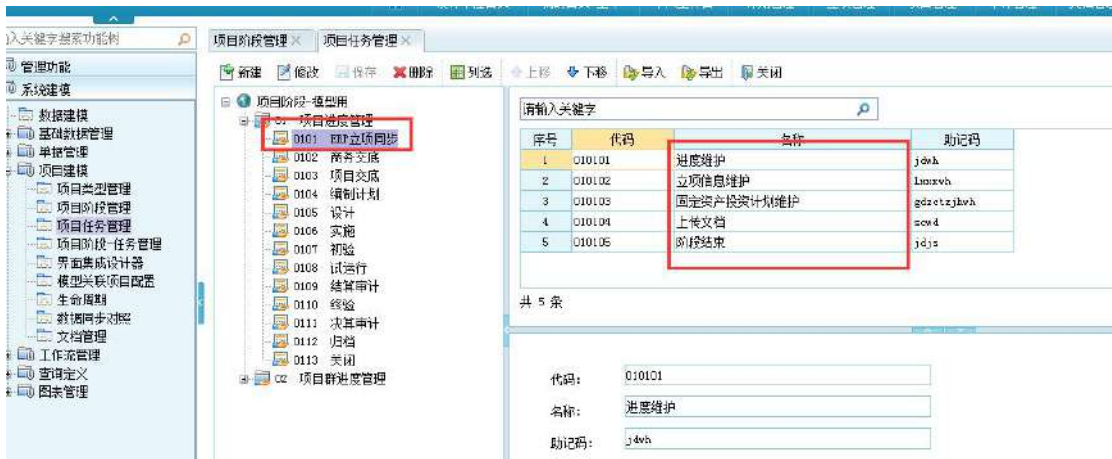 入关键字搜索功能树
管理功能
系统建模
数据建模
基础数据管理
单据管理
项目建模
项目类型管理
项目阶段管理
项目任务管理
项目阶段-任务管理
界面集成设计器
模型关联项目配置
生命周期
数据同步对照
文档管理
工作流管理
查询定义
图表管理
项目阶段管理 项目任务管理
新建 修改 保存 删除 列选 上移 下移 导入 导出 关闭
项目阶段-模型用
01 项目进度管理
0101 ERP立项同步
0102 商务交底
0103 项目交底
0104 编制计划
0105 设计
0106 实施
0107 初验
0108 试运行
0109 结算审计
0110 终验
0111 决算审计
0112 归档
0113 关闭
02 项目群进度管理
请输入关键字
序号 代码 名称 助记码
1 010101 进度维护 jdwh
2 010102 立项信息维护
3 010103 固定资产投资计划维护 gdzctzjhwh
4 010104 上传文档 scwd
5 010105 阶段结束 jdjs
共 5 条
代码: 010101
名称: 进度维护
助记码: jdwh